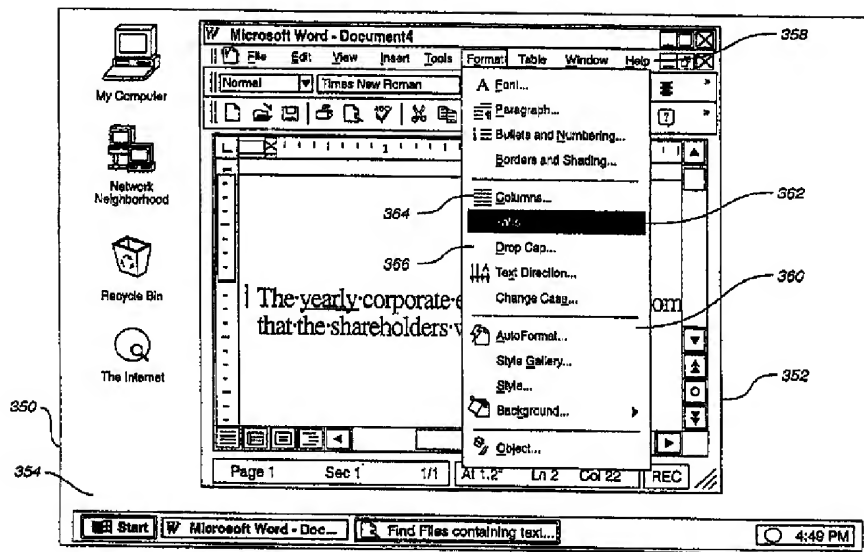 Microsoft Word - Document4
File Edit View Insert Tools Format Table Window Help
Normal Times New Roman
My Computer
Network Neighborhood
Recycle Bin
The Internet
Font...
Paragraph...
Bullets and Numbering...
Borders and Shading...
Columns...
Drop Cap...
Text Direction...
Change Case...
AutoFormat...
Style Gallery...
Style...
Background...
Object...
1
The yearly corporate
that the shareholders
Page 1 Sec 1 1/1 At 1.2" Ln 2 Col 22 REC
Start Microsoft Word - Doc... Find Files containing text... 4:49 PM
358
364
362
366
360
352
350
354